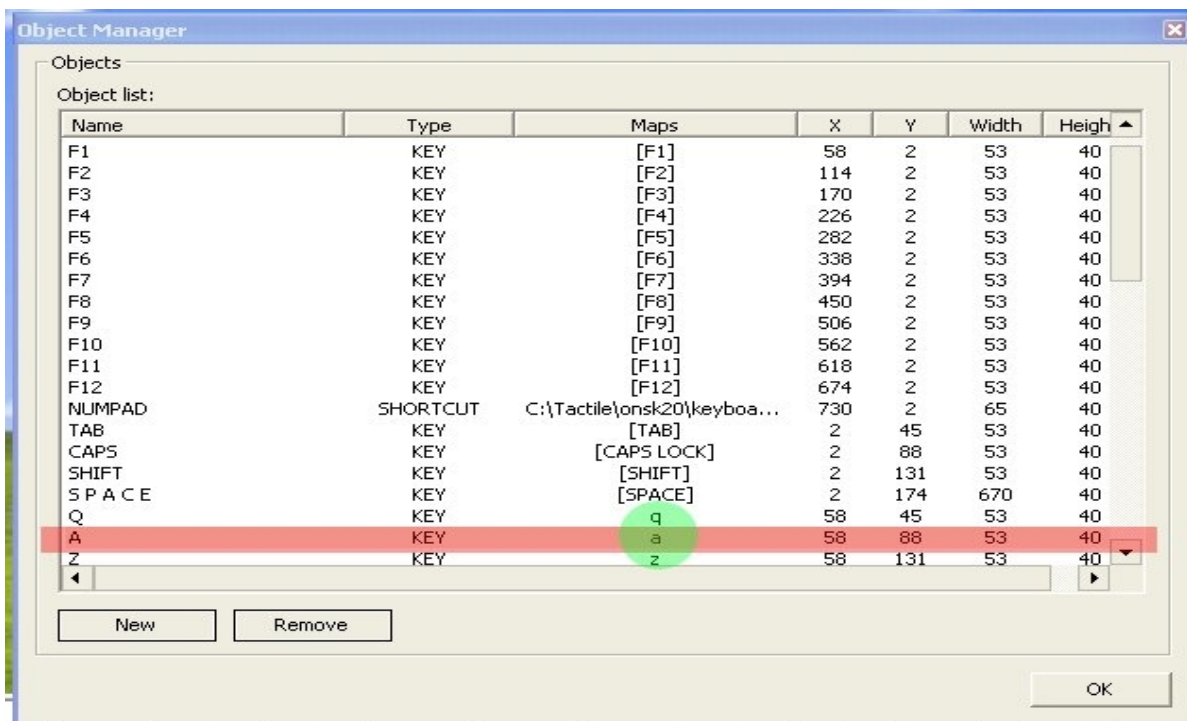 Object Manager
Objects
Object list:
Name Type Maps X Y Width Heigh
F1 KEY [F1] 58 2 53 40
F2 KEY [F2] 114 2 53 40
F3 KEY [F3] 170 2 53 40
F4 KEY [F4] 226 2 53 40
F5 KEY [F5] 282 2 53 40
F6 KEY [F6] 338 2 53 40
F7 KEY [F7] 394 2 53 40
F8 KEY [F8] 450 2 53 40
F9 KEY [F9] 506 2 53 40
F10 KEY [F10] 562 2 53 40
F11 KEY [F11] 618 2 53 40
F12 KEY [F12] 674 2 53 40
NUMPAD SHORTCUT C:\Tactile\onsk20\keyboa... 730 2 65 40
TAB KEY [TAB] 2 45 53 40
CAPS KEY [CAPS LOCK] 2 88 53 40
SHIFT KEY [SHIFT] 2 131 53 40
S P A C E KEY [SPACE] 2 174 670 40
Q KEY q 58 45 53 40
A KEY a 58 88 53 40
Z KEY z 58 131 53 40
New Remove
OK